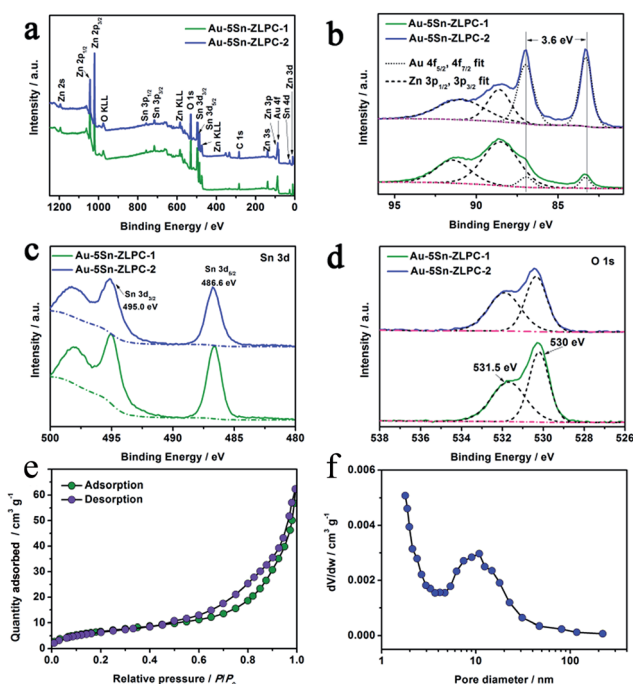 a
Au-5Sn-ZLPC-1
Au-5Sn-ZLPC-2
Zn 2s
Zn 2p1/2
Zn 2p3/2
O KLL
Sn 3p1/2
Sn 3p3/2
Zn KLL
O 1s
Sn 3d3/2
Sn 3d5/2
Zn KLL
C 1s
Zn 3s
Zn 3p
Au 4f
Sn 4d
Zn 3d
Intensity / a.u.
1200 1000 800 600 400 200 0
Binding Energy / eV
b
Au-5Sn-ZLPC-1
Au-5Sn-ZLPC-2
3.6 eV
Au 4f5/2, 4f7/2 fit
Zn 3p1/2, 3p3/2 fit
Intensity / a.u.
95 90 85
Binding Energy / eV
c
Au-5Sn-ZLPC-1
Au-5Sn-ZLPC-2
Sn 3d
Sn 3d3/2
495.0 eV
Sn 3d5/2
486.6 eV
Intensity / a.u.
500 495 490 485 480
Binding Energy / eV
d
Au-5Sn-ZLPC-1
Au-5Sn-ZLPC-2
O 1s
531.5 eV
530 eV
Intensity / a.u.
538 536 534 532 530 528 526
Binding Energy / eV
e
Adsorption
Desorption
Quantity adsorbed / cm³ g⁻¹
60
50
40
30
20
10
0
0.0 0.2 0.4 0.6 0.8 1.0
Relative pressure / P/P
f
dV/dw / cm³ g⁻¹
0.006
0.004
0.002
0.000
1 10 100
Pore diameter / nm